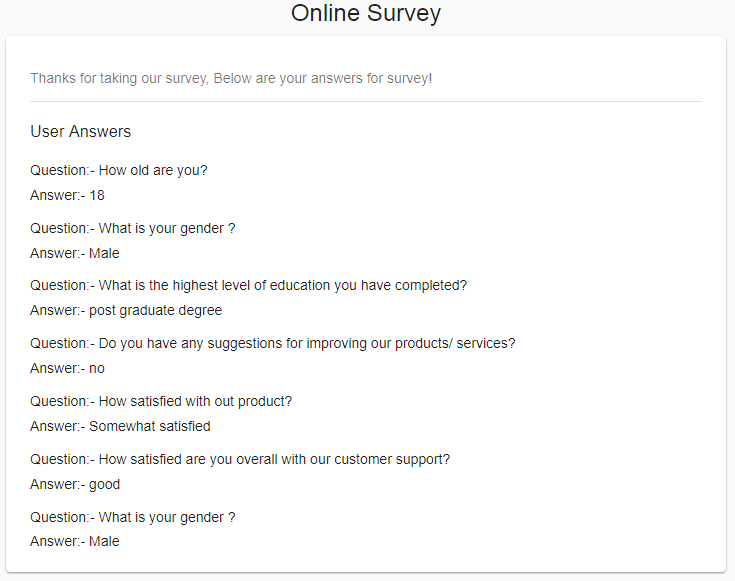 Online Survey
Thanks for taking our survey, Below are your answers for survey!
User Answers
Question:- How old are you?
Answer:- 18
Question:- What is your gender ?
Answer:- Male
Question:- What is the highest level of education you have completed?
Answer:- post graduate degree
Question:- Do you have any suggestions for improving our products/ services?
Answer:- no
Question:- How satisfied with out product?
Answer:- Somewhat satisfied
Question:- How satisfied are you overall with our customer support?
Answer:- good
Question:- What is your gender ?
Answer:- Male